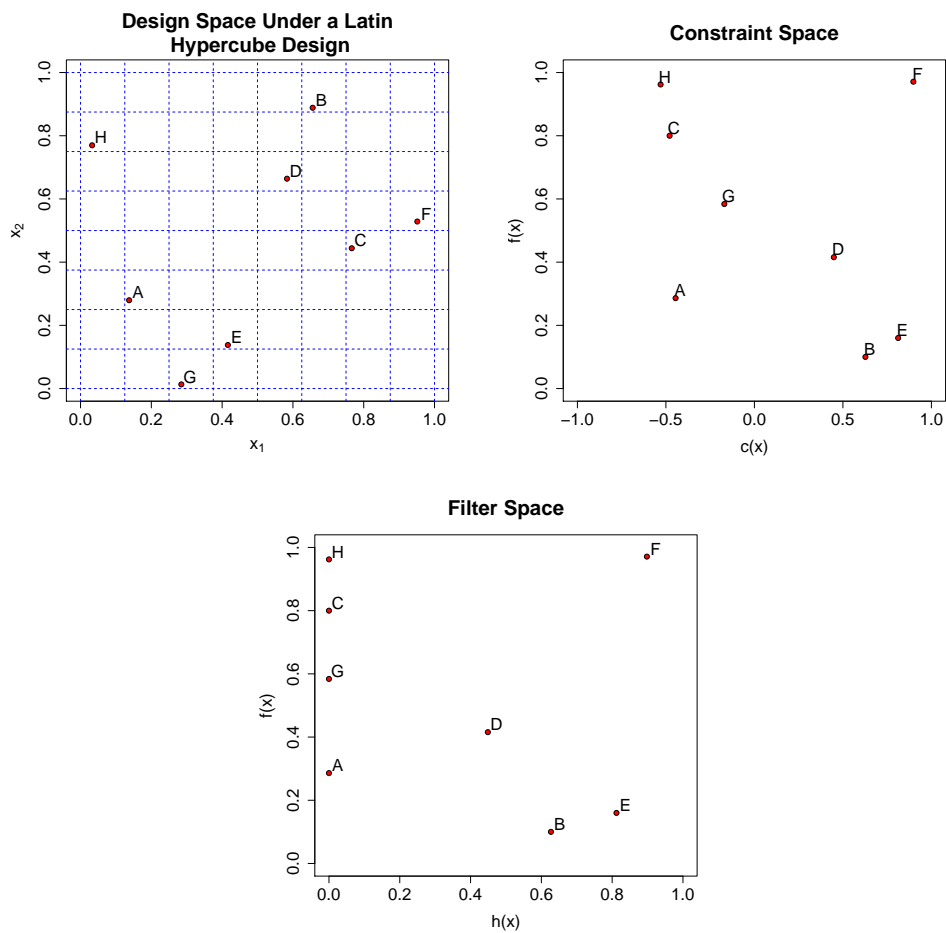 Design Space Under a Latin
Hypercube Design
1.0
0.8
0.6
0.4
0.2
0.0
x2
H
B
D
F
C
A
E
G
0.0 0.2 0.4 0.6 0.8 1.0
x1
Constraint Space
1.0
0.8
0.6
0.4
0.2
0.0
f(x)
H
F
C
G
D
A
E
B
−1.0 −0.5 0.0 0.5 1.0
c(x)
Filter Space
1.0
0.8
0.6
0.4
0.2
0.0
f(x)
H
F
C
G
D
A
E
B
0.0 0.2 0.4 0.6 0.8 1.0
h(x)